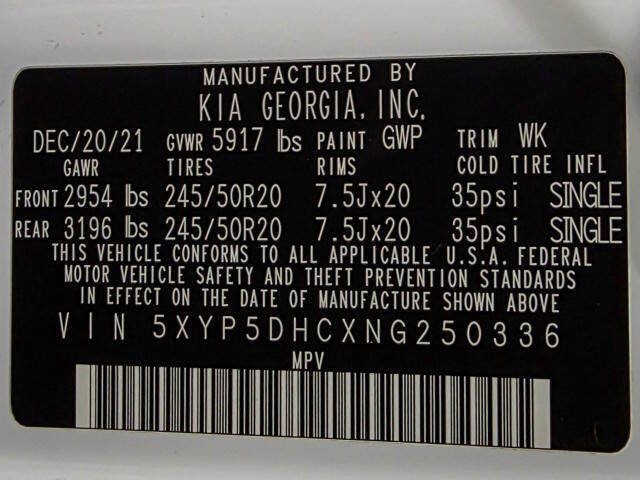 MANUFACTURED BY
KIA GEORGIA, INC.
DEC/20/21 GVWR 5917 lbs PAINT GWP TRIM WK
GAWR TIRES RIMS COLD TIRE INFL
FRONT 2954 lbs 245/50R20 7.5Jx20 35psi SINGLE
REAR 3196 lbs 245/50R20 7.5Jx20 35psi SINGLE
THIS VEHICLE CONFORMS TO ALL APPLICABLE U.S.A. FEDERAL
MOTOR VEHICLE SAFETY AND THEFT PREVENTION STANDARDS
IN EFFECT ON THE DATE OF MANUFACTURE SHOWN ABOVE
VIN 5XYP5DHCXNG250336
MPV